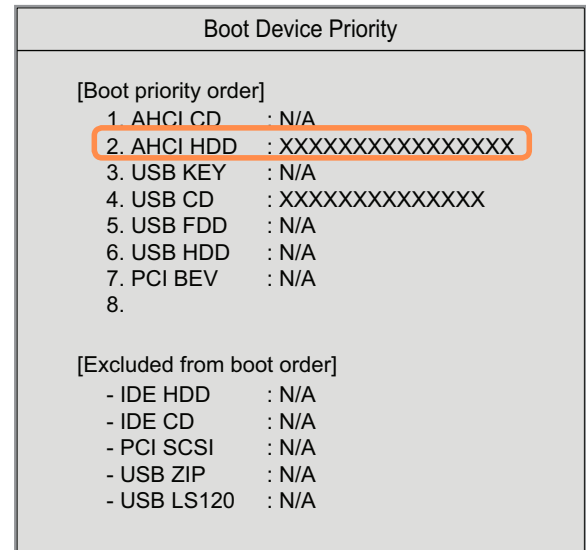 Boot Device Priority
[Boot priority order]
1. AHCI CD : N/A
2. AHCI HDD : XXXXXXXXXXXXXXXX
3. USB KEY : N/A
4. USB CD : XXXXXXXXXXXXXX
5. USB FDD : N/A
6. USB HDD : N/A
7. PCI BEV : N/A
8.
[Excluded from boot order]
- IDE HDD : N/A
- IDE CD : N/A
- PCI SCSI : N/A
- USB ZIP : N/A
- USB LS120 : N/A